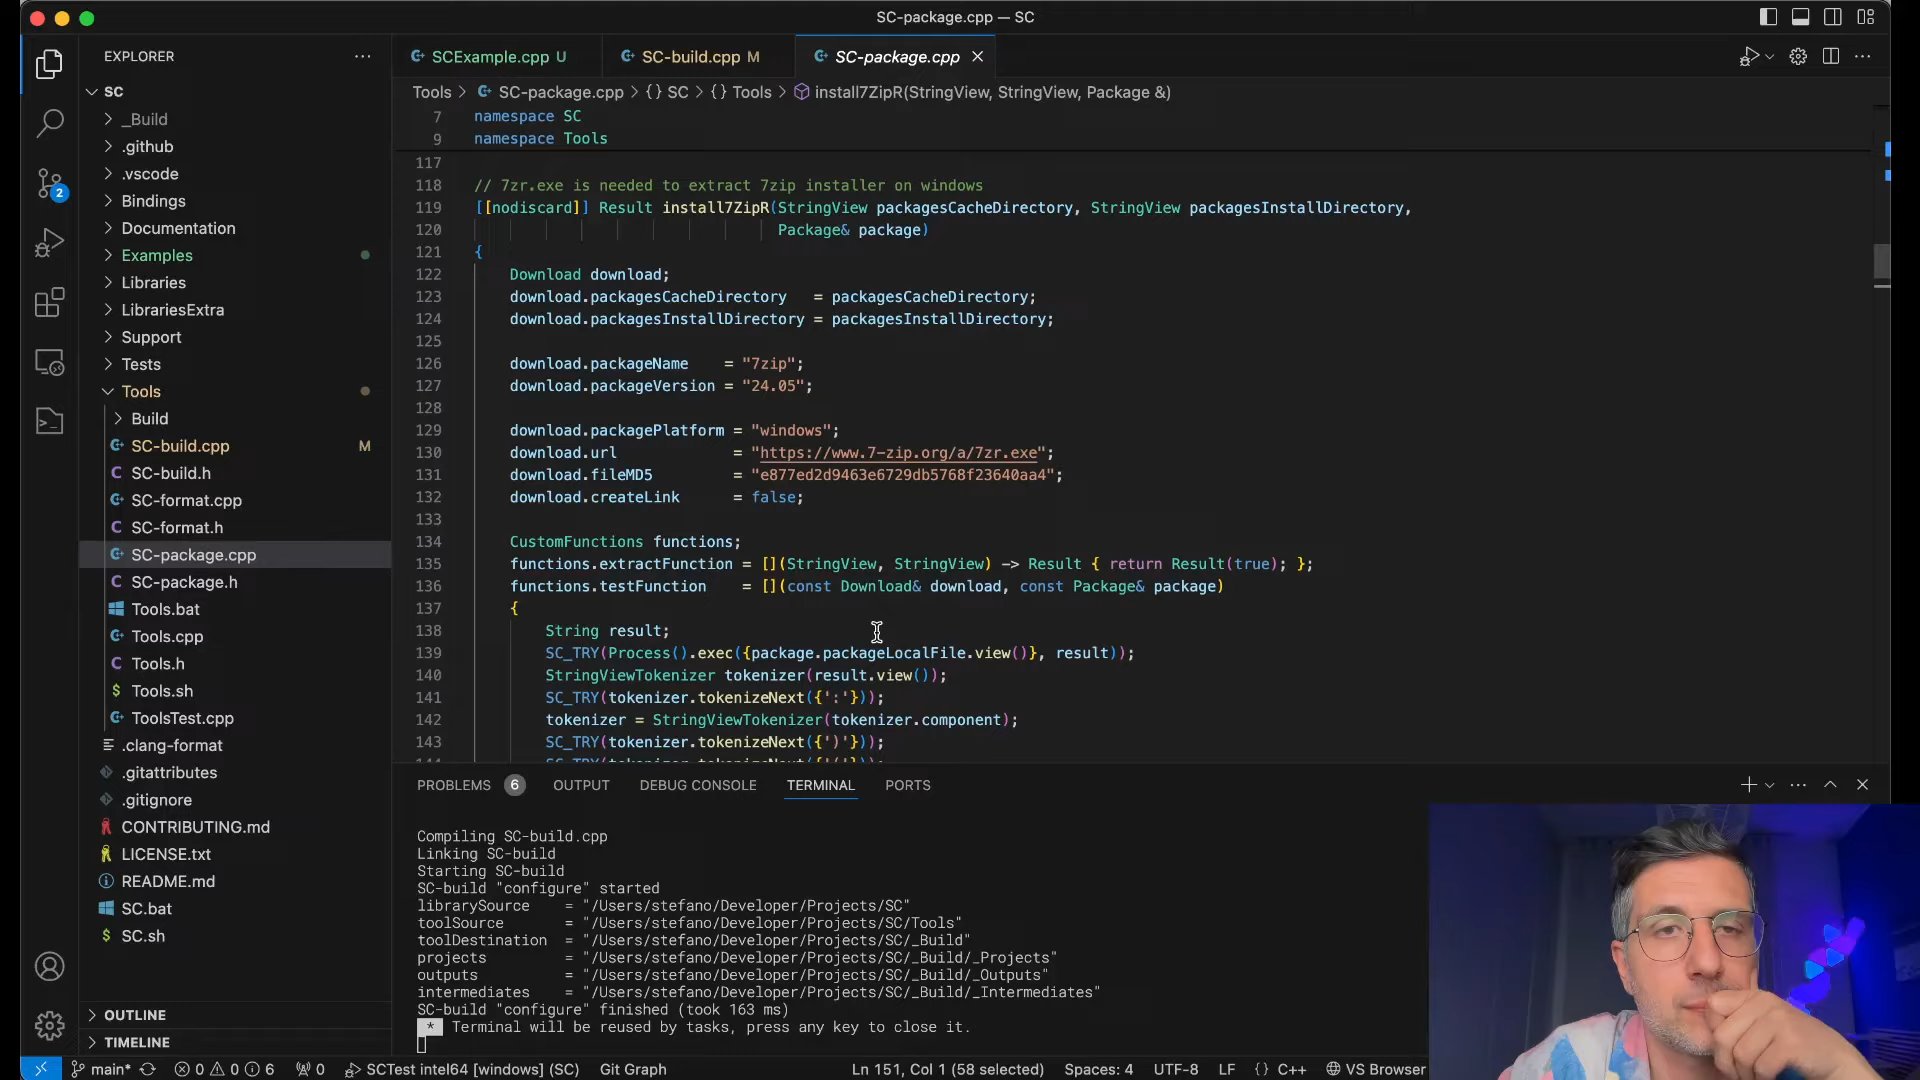 SC-package.cpp — SC
EXPLORER
SC
_Build
.github
.vscode
Bindings
Documentation
Examples
Libraries
LibrariesExtra
Support
Tests
Tools
Build
SC-build.cpp M
SC-build.h
SC-format.cpp
SC-format.h
SC-package.cpp
SC-package.h
Tools.bat
Tools.cpp
Tools.h
Tools.sh
ToolsTest.cpp
.clang-format
.gitattributes
.gitignore
CONTRIBUTING.md
LICENSE.txt
README.md
SC.bat
SC.sh
OUTLINE
TIMELINE
2
SCExample.cpp U
SC-build.cpp M
SC-package.cpp
Tools > SC-package.cpp > {} SC > {} Tools > install7ZipR(StringView, StringView, Package &)
7 namespace SC
9 namespace Tools
117
118 // 7zr.exe is needed to extract 7zip installer on windows
119 [[nodiscard]] Result install7ZipR(StringView packagesCacheDirectory, StringView packagesInstallDirectory,
120 Package& package)
121 {
122 Download download;
123 download.packagesCacheDirectory = packagesCacheDirectory;
124 download.packagesInstallDirectory = packagesInstallDirectory;
125
126 download.packageName = "7zip";
127 download.packageVersion = "24.05";
128
129 download.packagePlatform = "windows";
130 download.url = "https://www.7-zip.org/a/7zr.exe";
131 download.fileMD5 = "e877ed2d9463e6729db5768f23640aa4";
132 download.createLink = false;
133
134 CustomFunctions functions;
135 functions.extractFunction = [](StringView, StringView) -> Result { return Result(true); };
136 functions.testFunction = [](const Download& download, const Package& package)
137 {
138 String result;
139 SC_TRY(Process().exec({package.packageLocalFile.view()}, result));
140 StringViewTokenizer tokenizer(result.view());
141 SC_TRY(tokenizer.tokenizeNext({':'}));
142 tokenizer = StringViewTokenizer(tokenizer.component);
143 SC_TRY(tokenizer.tokenizeNext({')'}));
PROBLEMS 6 OUTPUT DEBUG CONSOLE TERMINAL PORTS
Compiling SC-build.cpp
Linking SC-build
Starting SC-build
SC-build "configure" started
librarySource = "/Users/stefano/Developer/Projects/SC"
toolSource = "/Users/stefano/Developer/Projects/SC/Tools"
toolDestination = "/Users/stefano/Developer/Projects/SC/_Build"
projects = "/Users/stefano/Developer/Projects/SC/_Build/_Projects"
outputs = "/Users/stefano/Developer/Projects/SC/_Build/_Outputs"
intermediates = "/Users/stefano/Developer/Projects/SC/_Build/_Intermediates"
SC-build "configure" finished (took 163 ms)
* Terminal will be reused by tasks, press any key to close it.
main* 0 0 6 0 SCTest intel64 [windows] (SC) Git Graph Ln 151, Col 1 (58 selected) Spaces: 4 UTF-8 LF {} C++ VS Browser